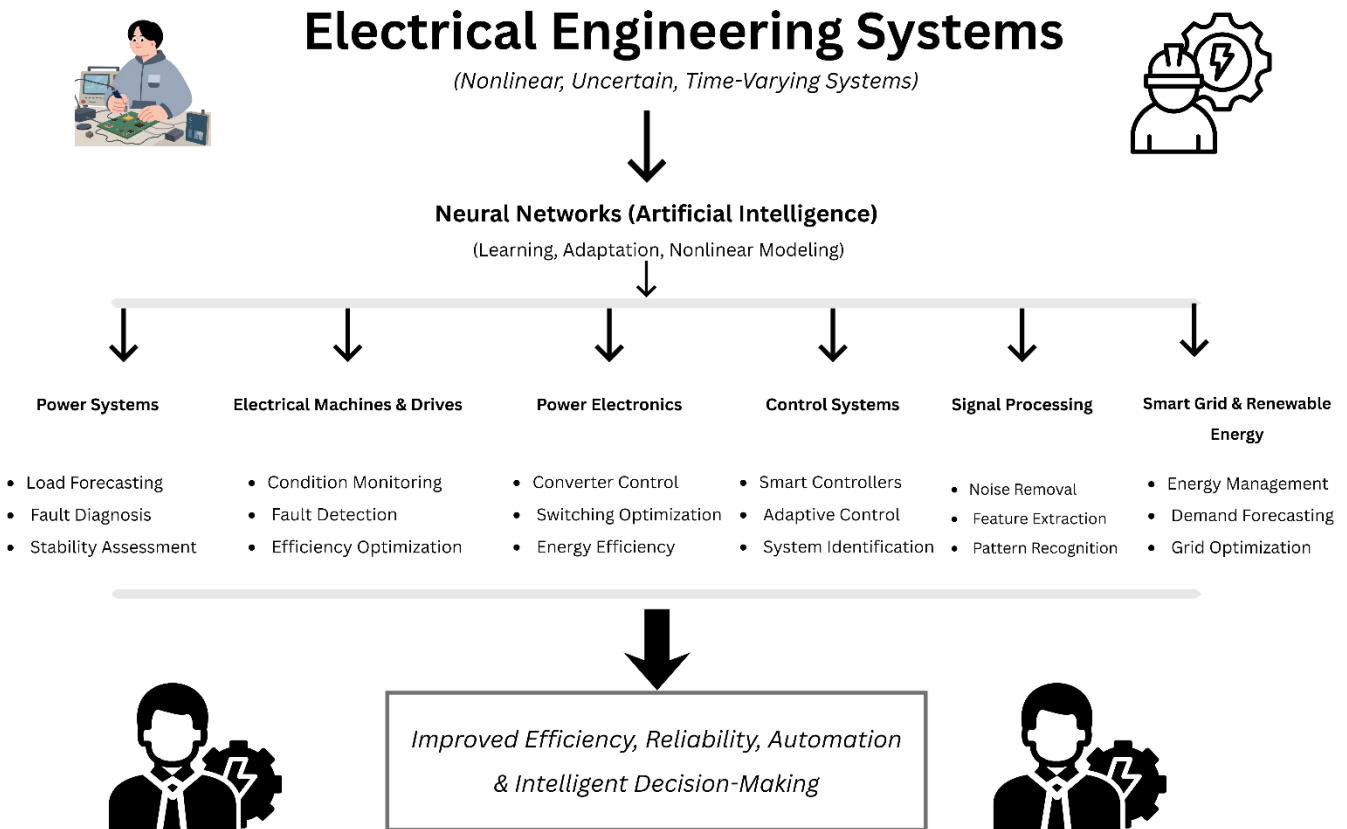 Electrical Engineering Systems
(Nonlinear, Uncertain, Time-Varying Systems)
Neural Networks (Artificial Intelligence)
(Learning, Adaptation, Nonlinear Modeling)
Power Systems
• Load Forecasting
• Fault Diagnosis
• Stability Assessment
Electrical Machines & Drives
• Condition Monitoring
• Fault Detection
• Efficiency Optimization
Power Electronics
• Converter Control
• Switching Optimization
• Energy Efficiency
Control Systems
• Smart Controllers
• Adaptive Control
• System Identification
Signal Processing
• Noise Removal
• Feature Extraction
• Pattern Recognition
Smart Grid & Renewable
Energy
• Energy Management
• Demand Forecasting
• Grid Optimization
Improved Efficiency, Reliability, Automation
& Intelligent Decision-Making